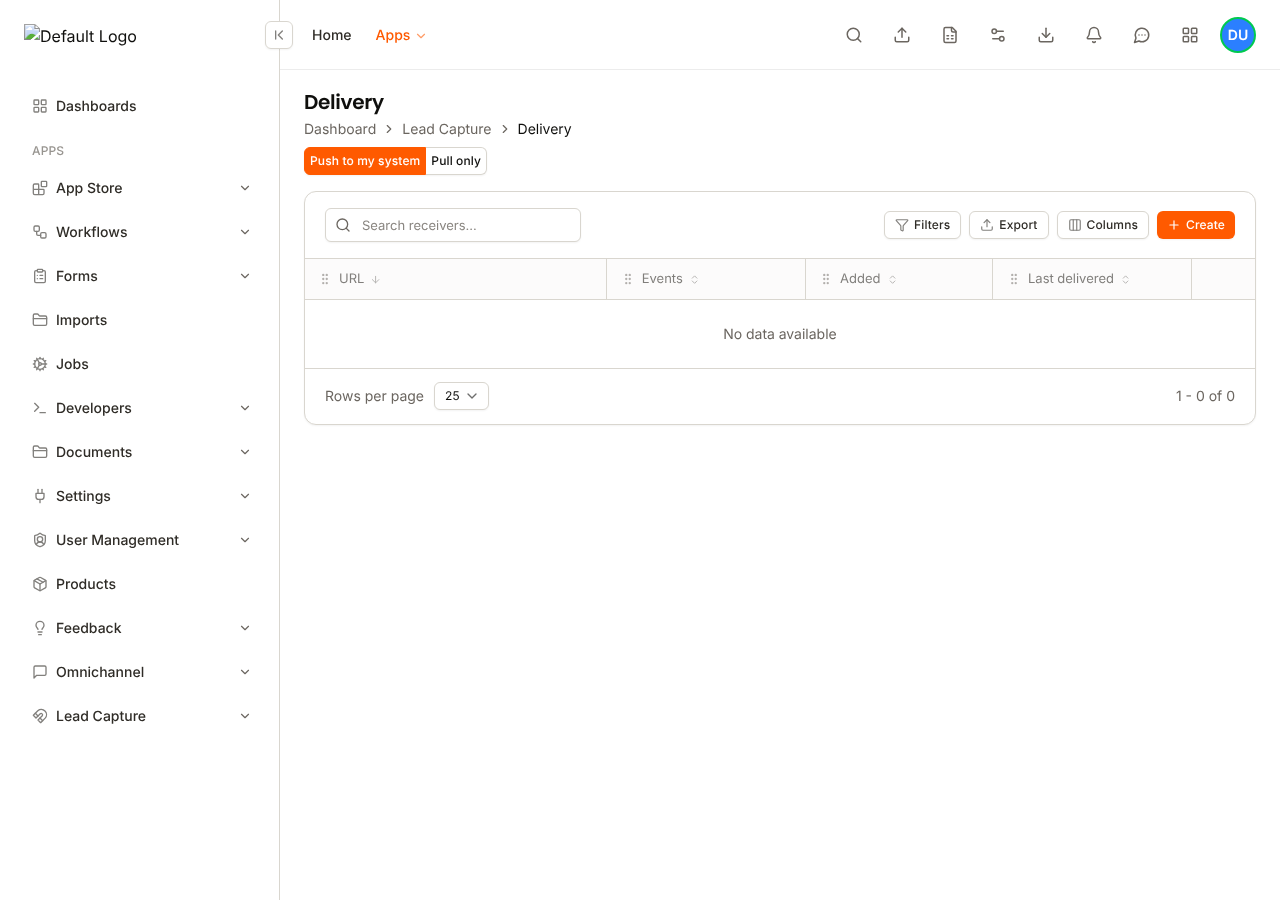 Default Logo
Home
Apps
DU
Dashboards
APPS
App Store
Workflows
Forms
Imports
Jobs
Developers
Documents
Settings
User Management
Products
Feedback
Omnichannel
Lead Capture
Delivery
Dashboard > Lead Capture > Delivery
Push to my system Pull only
Search receivers...
Filters Export Columns + Create
URL Events Added Last delivered
No data available
Rows per page 25 1 - 0 of 0